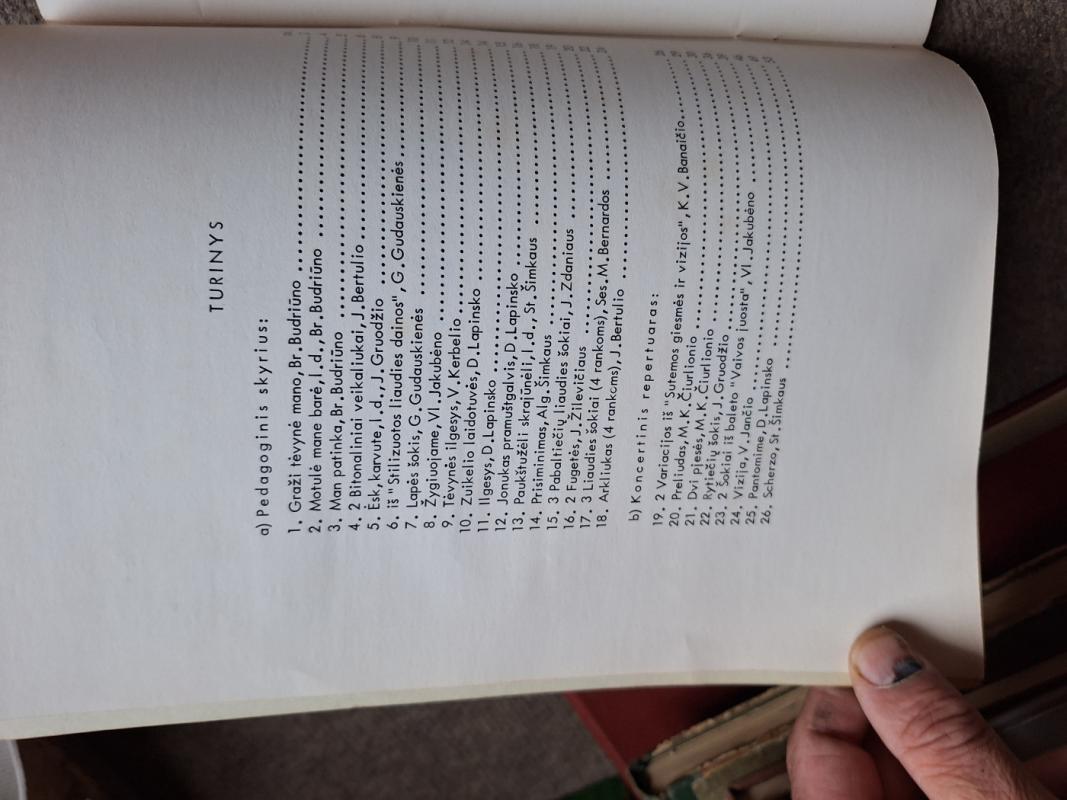 TURINYS
a) Pedagoginis skyrius:
1. Graži tėvynė mano, Br. Budriūno
2. Motulė mane barė, l.d., Br. Budriūno
3. Man patinka, Br. Budriūno
4. 2 Bitonaliniai veikaliukai, J. Bertulio
5. Esk, karvute, l.d., J. Gruodžio
6. iš "Stilizuotos liaudies dainos", G. Gudauskienės
7. Lapės šokis, G. Gudauskienės
8. Žygiuojame, Vl. Jakubėno
9. Tėvynės ilgesys, V. Kerbelio
10. Zuikelio laidotuvės, D. Lapinsko
11. Ilgesys, D. Lapinsko
12. Jonukas pramuštgalvis, D. Lapinsko
13. Paukštužėli skrajūnėli, l.d., St. Šimkaus
14. Prisiminimas, Alg. Šimkaus
15. 3 Pabaltiečių liaudies šokiai, J. Zdaniaus
16. 2 Fugetės, J. Žilevičiaus
17. 3 Liaudies šokiai (4 rankoms), Ses. M. Bernardos
18. Arkliukas (4 rankoms), J. Bertulio
b) Koncertinis repertuaras:
19. 2 Variacijos iš "Sutemos giesmės ir vizijos", K. V. Banaičio
20. Preliudas, M. K. Čiurlionio
21. Dvi pjesės, M. K. Čiurlionio
22. Rytiečių šokis, J. Gruodžio
23. 2 Šokiai iš baleto "Vaivos juosta", Vl. Jakubėno
24. Vizija, V. Jančio
25. Pantomime, D. Lapinsko
26. Scherzo, St. Šimkaus